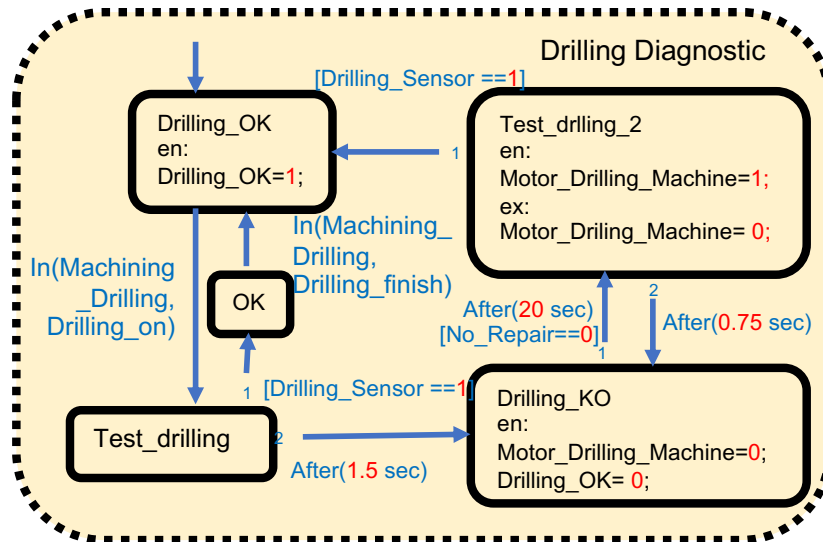 Drilling Diagnostic
[Drilling_Sensor ==1]
Drilling_OK
en:
Drilling_OK=1;
Test_drlling_2
en:
Motor_Drilling_Machine=1;
ex:
Motor_Driling_Machine= 0;
1
In(Machining_
Drilling,
Drilling_finish)
In(Machining
_Drilling,
Drilling_on)
OK
After(20 sec)
[No_Repair==0]
1
2
After(0.75 sec)
1
[Drilling_Sensor ==1]
Test_drilling
2
After(1.5 sec)
Drilling_KO
en:
Motor_Drilling_Machine=0;
Drilling_OK= 0;